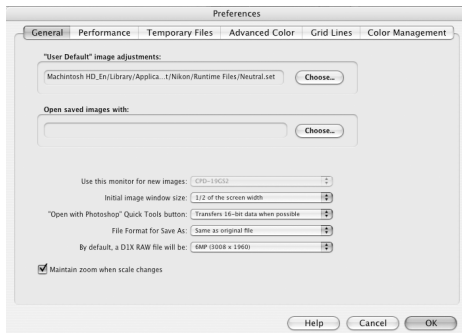 Preferences
General Performance Temporary Files Advanced Color Grid Lines Color Management
"User Default" image adjustments:
Machintosh HD_En/Library/Applica...t/Nikon/Runtime Files/Neutral.set Choose...
Open saved images with:
Choose...
Use this monitor for new images: CPD-19GS2
Initial image window size: 1/2 of the screen width
"Open with Photoshop" Quick Tools button: Transfers 16-bit data when possible
File Format for Save As: Same as original file
By default, a D1X RAW file will be: 6MP (3008 x 1960)
Maintain zoom when scale changes
Help Cancel OK